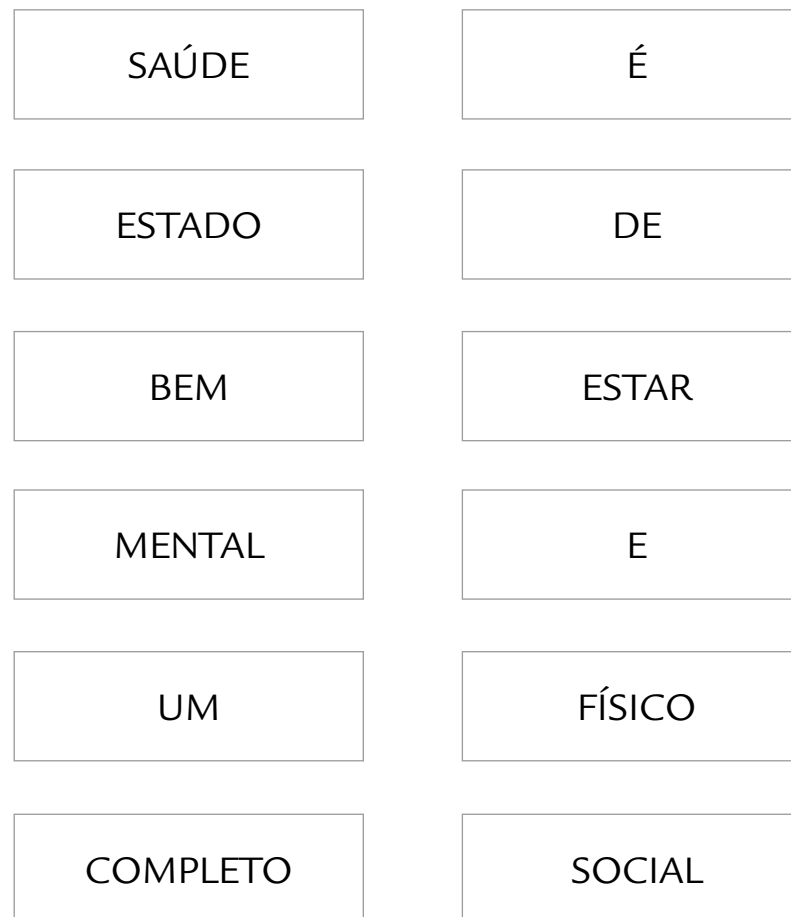 SAÚDE
É
ESTADO
DE
BEM
ESTAR
MENTAL
E
UM
FÍSICO
COMPLETO
SOCIAL